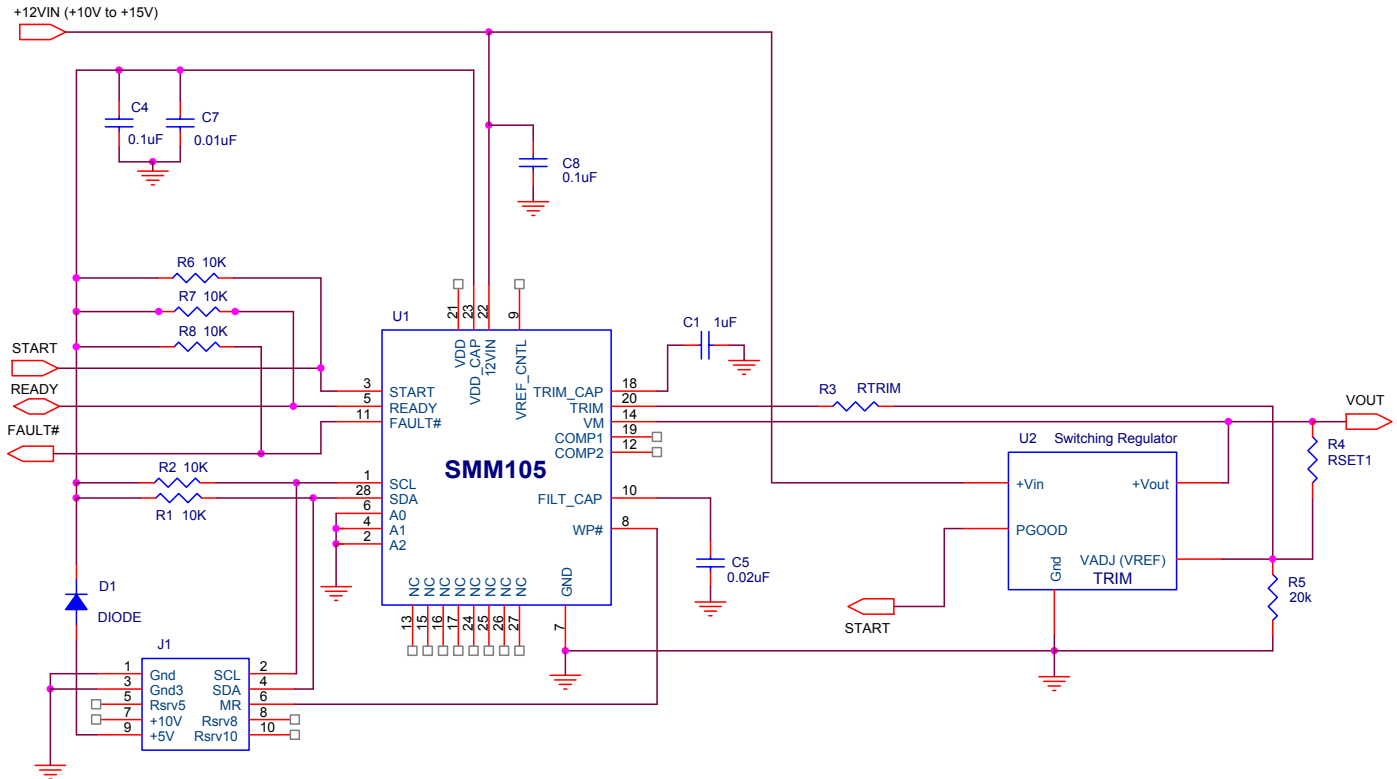 +12VIN (+10V to +15V)
C4
0.1uF
C7
0.01uF
C8
0.1uF
R6 10K
R7 10K
R8 10K
START
READY
FAULT#
R2 10K
R1 10K
U1
21
23
22
9
VDD
VDD_CAP
12VIN
VREF_CNTL
3
START
5
READY
11
FAULT#
1
SCL
28
SDA
6
A0
4
A1
2
A2
SMM105
TRIM_CAP
18
TRIM
20
VM
14
COMP1
19
COMP2
12
FILT_CAP
10
WP#
8
NC
NC
NC
NC
NC
NC
NC
NC
GND
13
15
16
17
24
25
26
27
7
C1 1uF
C5
0.02uF
R3 RTRIM
VOUT
R4
RSET1
U2 Switching Regulator
+Vin
+Vout
PGOOD
VADJ (VREF)
TRIM
Gnd
START
R5
20k
D1
DIODE
J1
1
Gnd
SCL
2
3
Gnd3
SDA
4
5
Rsrv5
MR
6
7
+10V
Rsrv8
8
9
+5V
Rsrv10
10